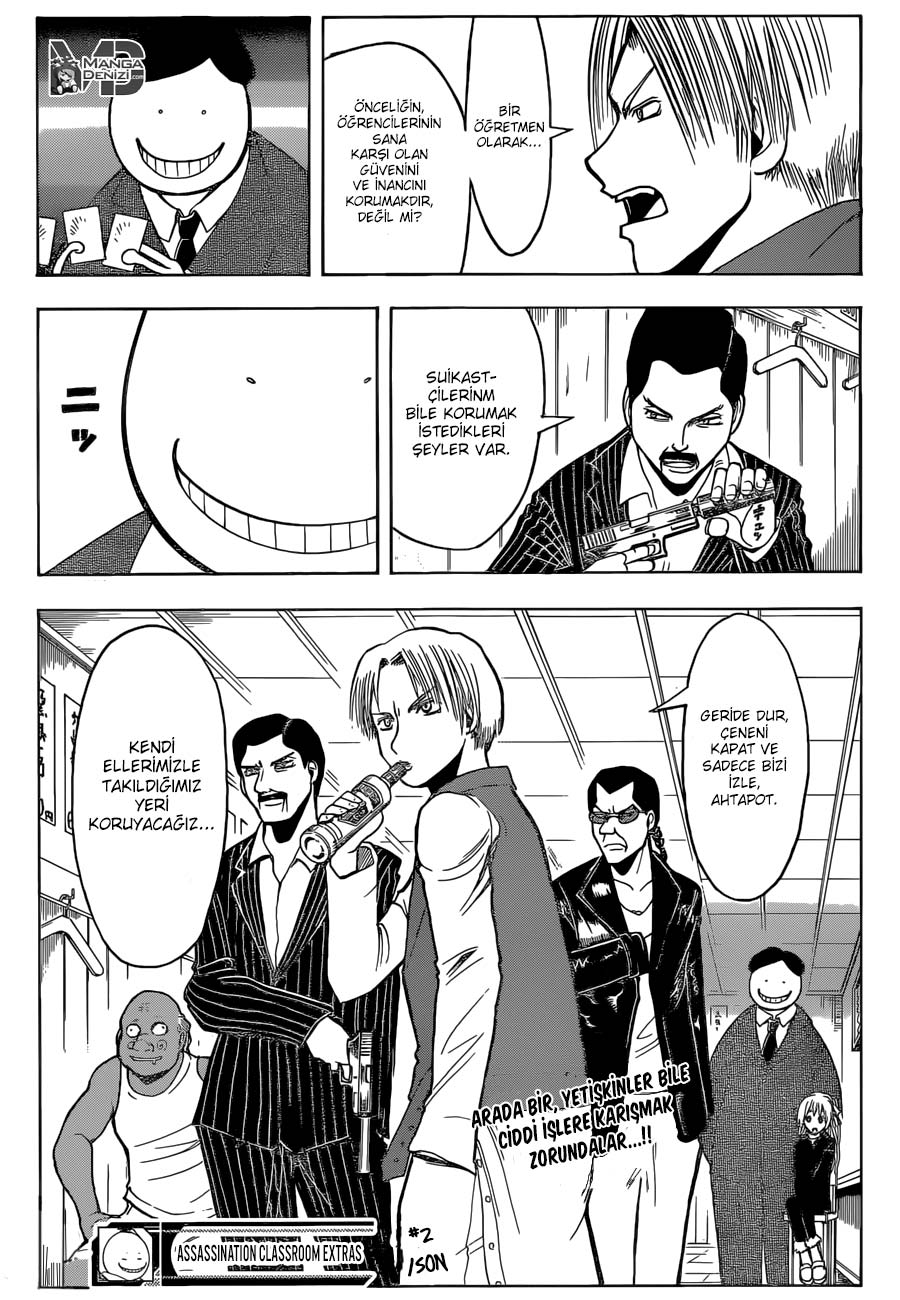 MANGA
DENİZİ.com
BİR
ÖĞRETMEN
OLARAK...
ÖNCELİĞİN,
ÖĞRENCİLERİNİN
SANA
KARŞI OLAN
GÜVENİNİ
VE İNANCINI
KORUMAKDIR,
DEĞİL Mİ?
SUİKAST-
ÇİLERİNM
BİLE KORUMAK
İSTEDİKLERİ
ŞEYLER VAR.
ニッ
GERİDE DUR,
ÇENENİ
KAPAT VE
SADECE BİZİ
İZLE,
AHTAPOT.
KENDİ
ELLERİMİZLE
TAKILDIĞIMIZ
YERİ
KORUYACAĞIZ...
ARADA BİR, YETİŞKİNLER BİLE
CİDDİ İŞLERE KARIŞMAK
ZORUNDALAR...!!
#2
/SON
ASSASSINATION CLASSROOM EXTRAS